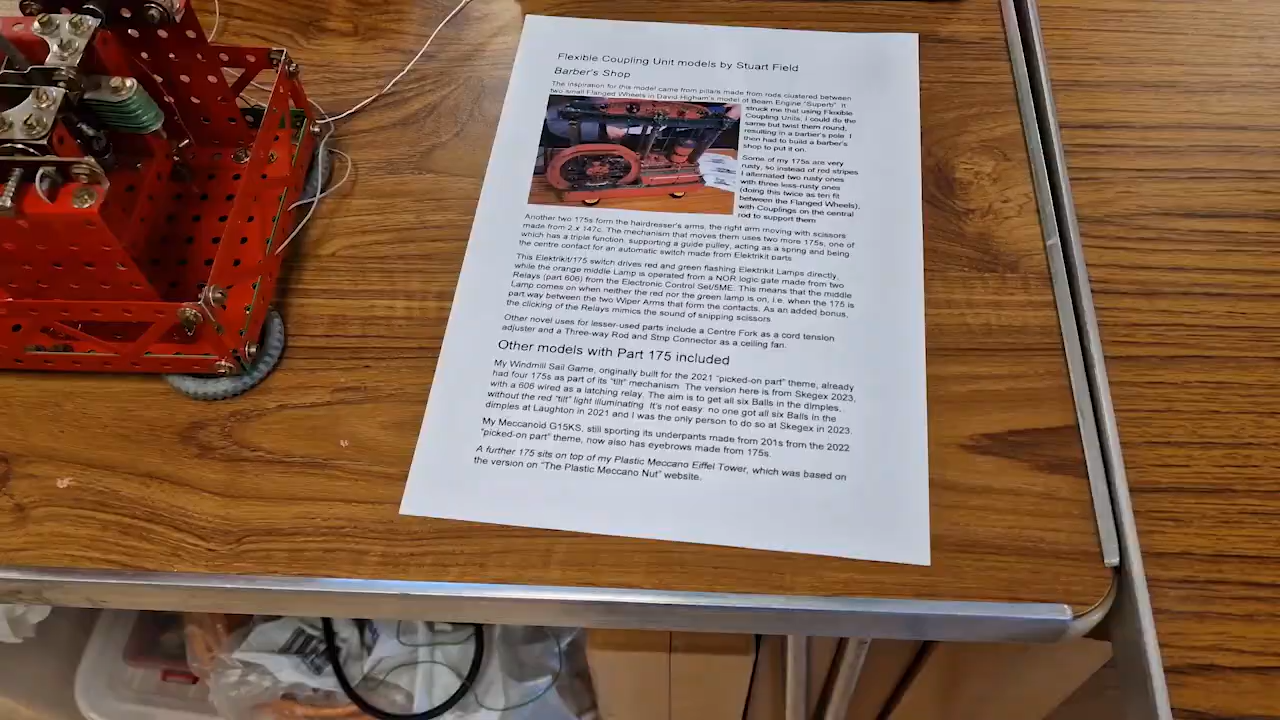 Flexible Coupling Unit models by Stuart Field
Barber's Shop
The inspiration for this model came from pillars made from rods clustered between
two small Flanged Wheels in David Higham's model of Beam Engine "Superb". It
struck me that using Flexible
Coupling Units, I could do the
same but twist them round,
resulting in a barber's pole. I
then had to build a barber's
shop to put it on.
Some of my 175s are very
rusty, so instead of red stripes
I alternated two rusty ones
with three less-rusty ones
(doing this twice as ten fit
between the Flanged Wheels),
with Couplings on the central
rod to support them
Another two 175s form the hairdresser's arms, the right arm moving with scissors
made from 2 x 147c. The mechanism that moves them uses two more 175s, one of
which has a triple function, supporting a guide pulley, acting as a spring and being
the centre contact for an automatic switch made from Elektrikit parts
This Elektrikit/175 switch drives red and green flashing Elektrikit Lamps directly,
while the orange middle Lamp is operated from a NOR logic gate made from two
Relays (part 606) from the Electronic Control Set/5ME. This means that the middle
Lamp comes on when neither the red nor the green lamp is on, i.e. when the 175 is
part way between the two Wiper Arms that form the contacts. As an added bonus,
the clicking of the Relays mimics the sound of snipping scissors
Other novel uses for lesser-used parts include a Centre Fork as a cord tension
adjuster and a Three-way Rod and Strip Connector as a ceiling fan.
Other models with Part 175 included
My Windmill Sail Game, originally built for the 2021 "picked-on part" theme, already
had four 175s as part of its "tilt" mechanism. The version here is from Skegex 2023,
with a 606 wired as a latching relay. The aim is to get all six Balls in the dimples,
without the red "tilt" light illuminating. It's not easy no one got all six Balls in the
dimples at Laughton in 2021 and I was the only person to do so at Skegex in 2023.
My Meccanoid G15KS, still sporting its underpants made from 201s from the 2022
"picked-on part" theme, now also has eyebrows made from 175s.
A further 175 sits on top of my Plastic Meccano Eiffel Tower, which was based on
the version on "The Plastic Meccano Nut" website.